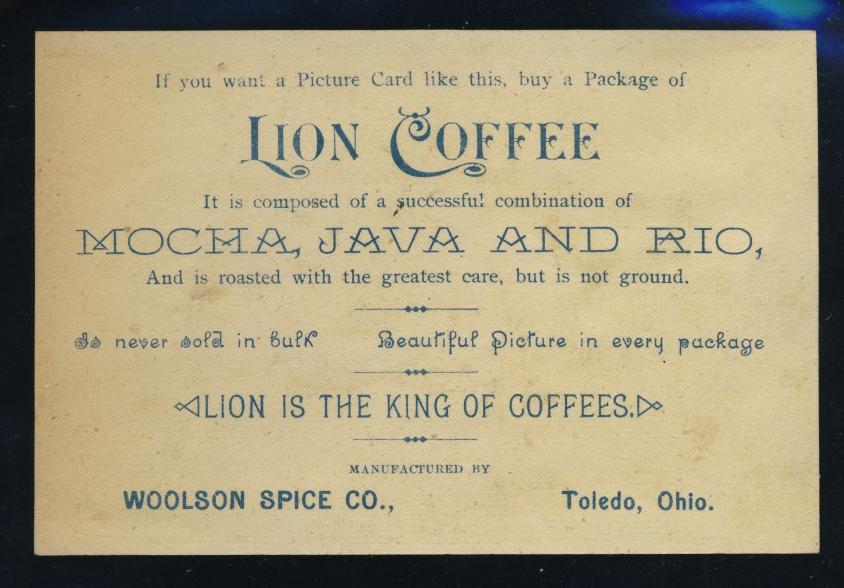 If you want a Picture Card like this, buy a Package of
LION COFFEE
It is composed of a successful combination of
MOCHA, JAVA AND RIO,
And is roasted with the greatest care, but is not ground.
Is never sold in bulk Beautiful Picture in every package
LION IS THE KING OF COFFEES.
MANUFACTURED BY
WOOLSON SPICE CO., Toledo, Ohio.